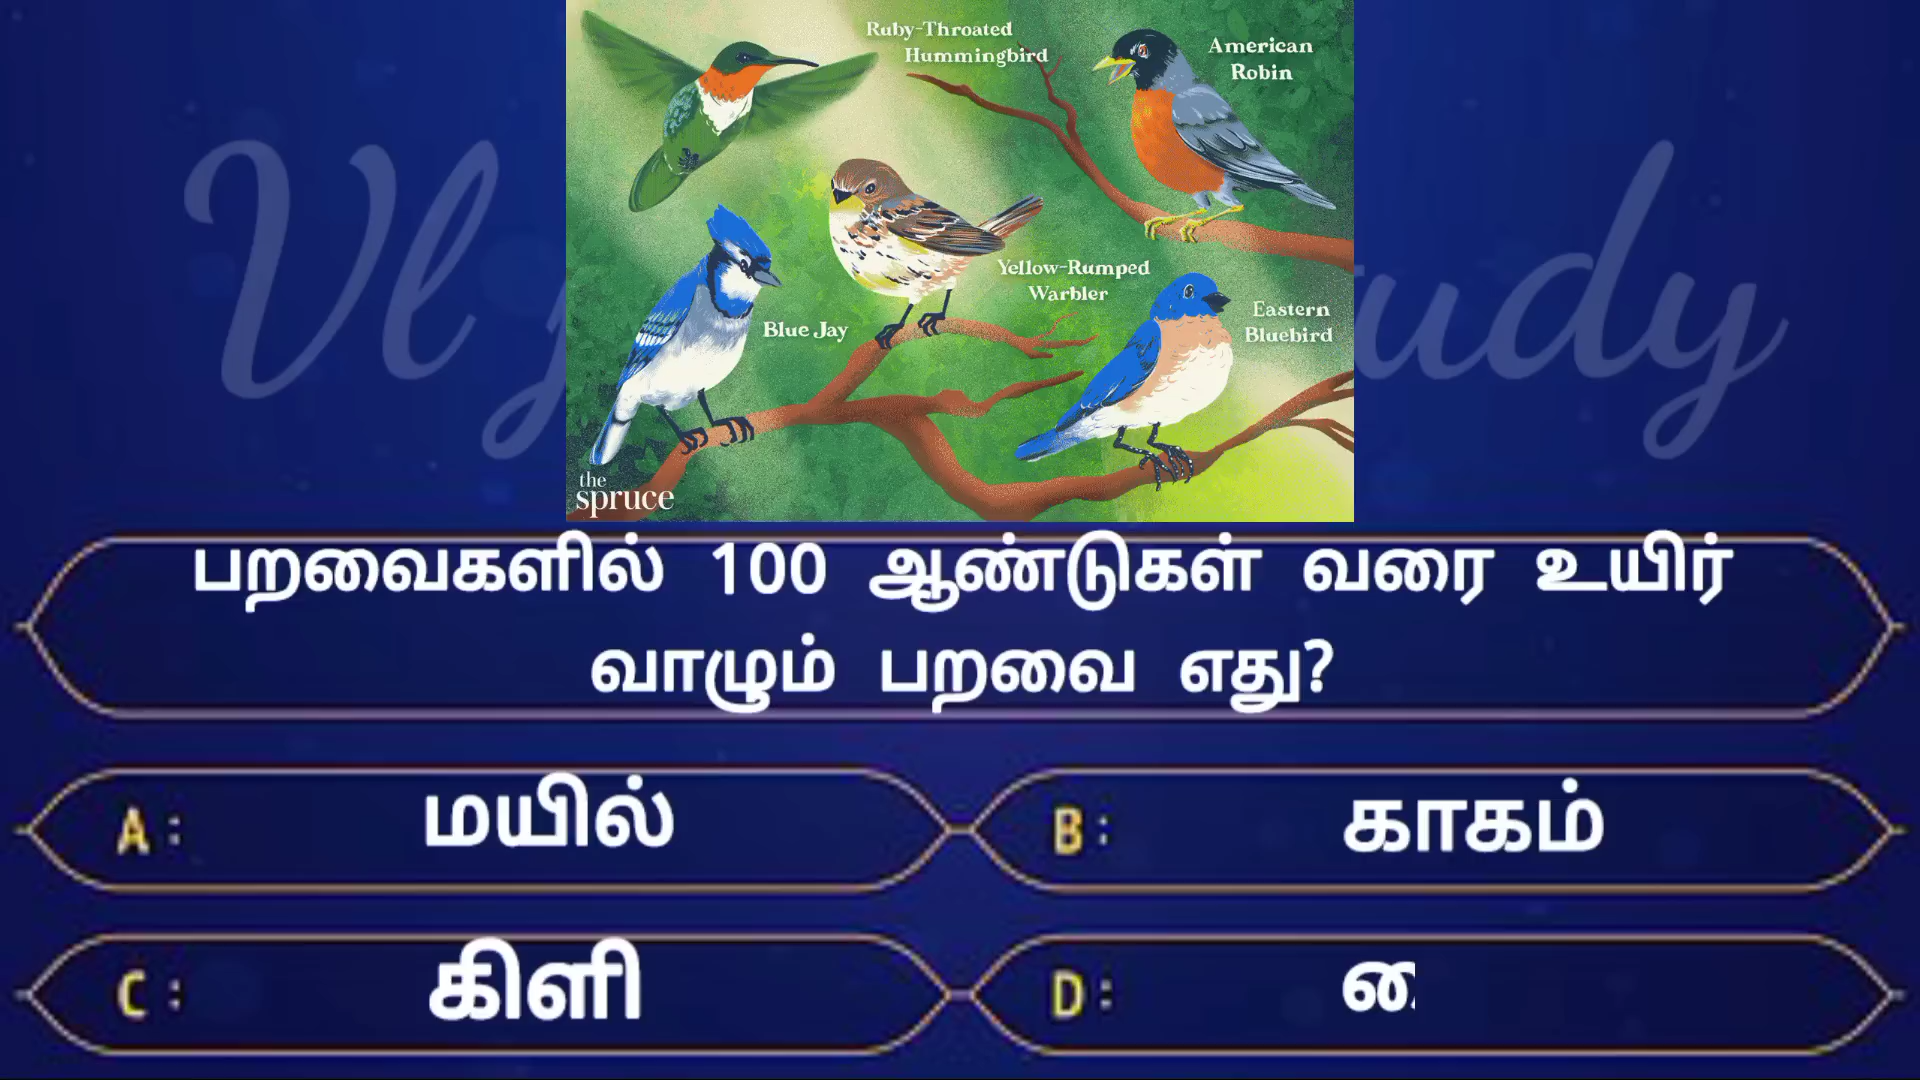 Ruby-Throated
Hummingbird
American
Robin
Yellow-Rumped
Warbler
Blue Jay
Eastern
Bluebird
the
spruce
பறவைகளில் 100 ஆண்டுகள் வரை உயிர்
வாழும் பறவை எது?
A : மயில்
B : காகம்
C : கிளி
D :